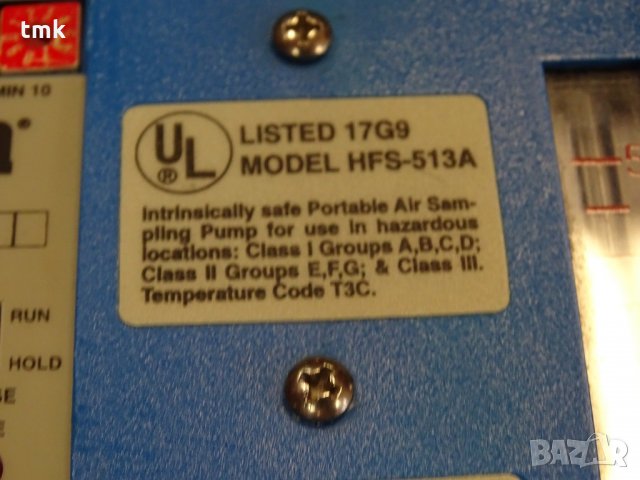 tmk
MIN 10
UL
®
LISTED 17G9
MODEL HFS-513A
Intrinsically safe Portable Air Sam-
pling Pump for use in hazardous
locations: Class I Groups A,B,C,D;
Class II Groups E,F,G; & Class III.
Temperature Code T3C.
5
RUN
HOLD
BAZAR